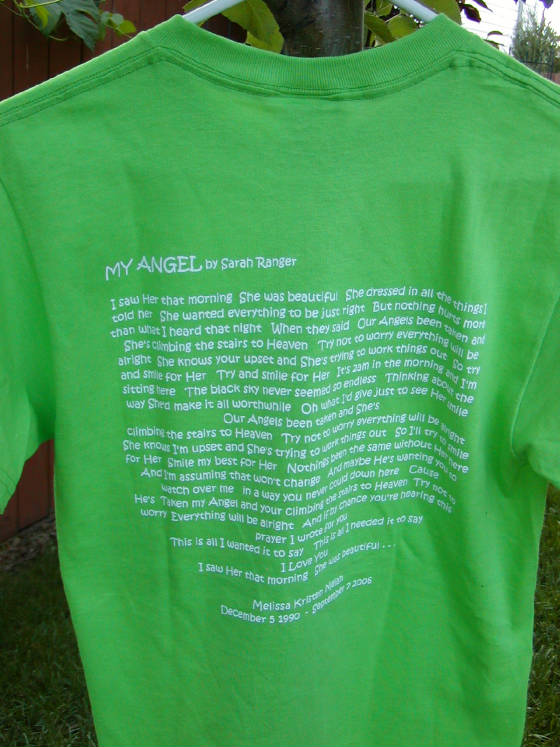 MY ANGEL by Sarah Ranger
I saw Her that morning She was beautiful She dressed in all the things I
told her She wanted everything to be just right But nothing hurts more
than what I heard that night When they said Our Angels been taken and
She's climbing the stairs to Heaven Try not to worry everything will be
alright She knows your upset and She's trying to work things out So try
and smile for Her Try and smile for Her It's 2am in the morning and I'm
sitting here The black sky never seemed so endless Thinking about the
way She'd make it all worthwhile Oh what I'd give just to see Her smile
Our Angels been taken and She's
climbing the stairs to Heaven Try not to worry everything will be alright
She knows I'm upset and She's trying to work things out So I'll try to smile
for Her Smile my best for Her Nothings been the same without Her here
And I'm assuming that won't change And maybe He's wanting you to
watch over me in a way you never could down here Cause
He's Taken my Angel and your climbing the stairs to Heaven Try not to
worry Everything will be alright And if by chance you're hearing this
prayer I wrote for you
This is all I wanted it to say This is all I needed it to say
I Love You
I saw Her that morning She was beautiful . . .
Melissa Kristen
December 5 1990 - September 7 2006